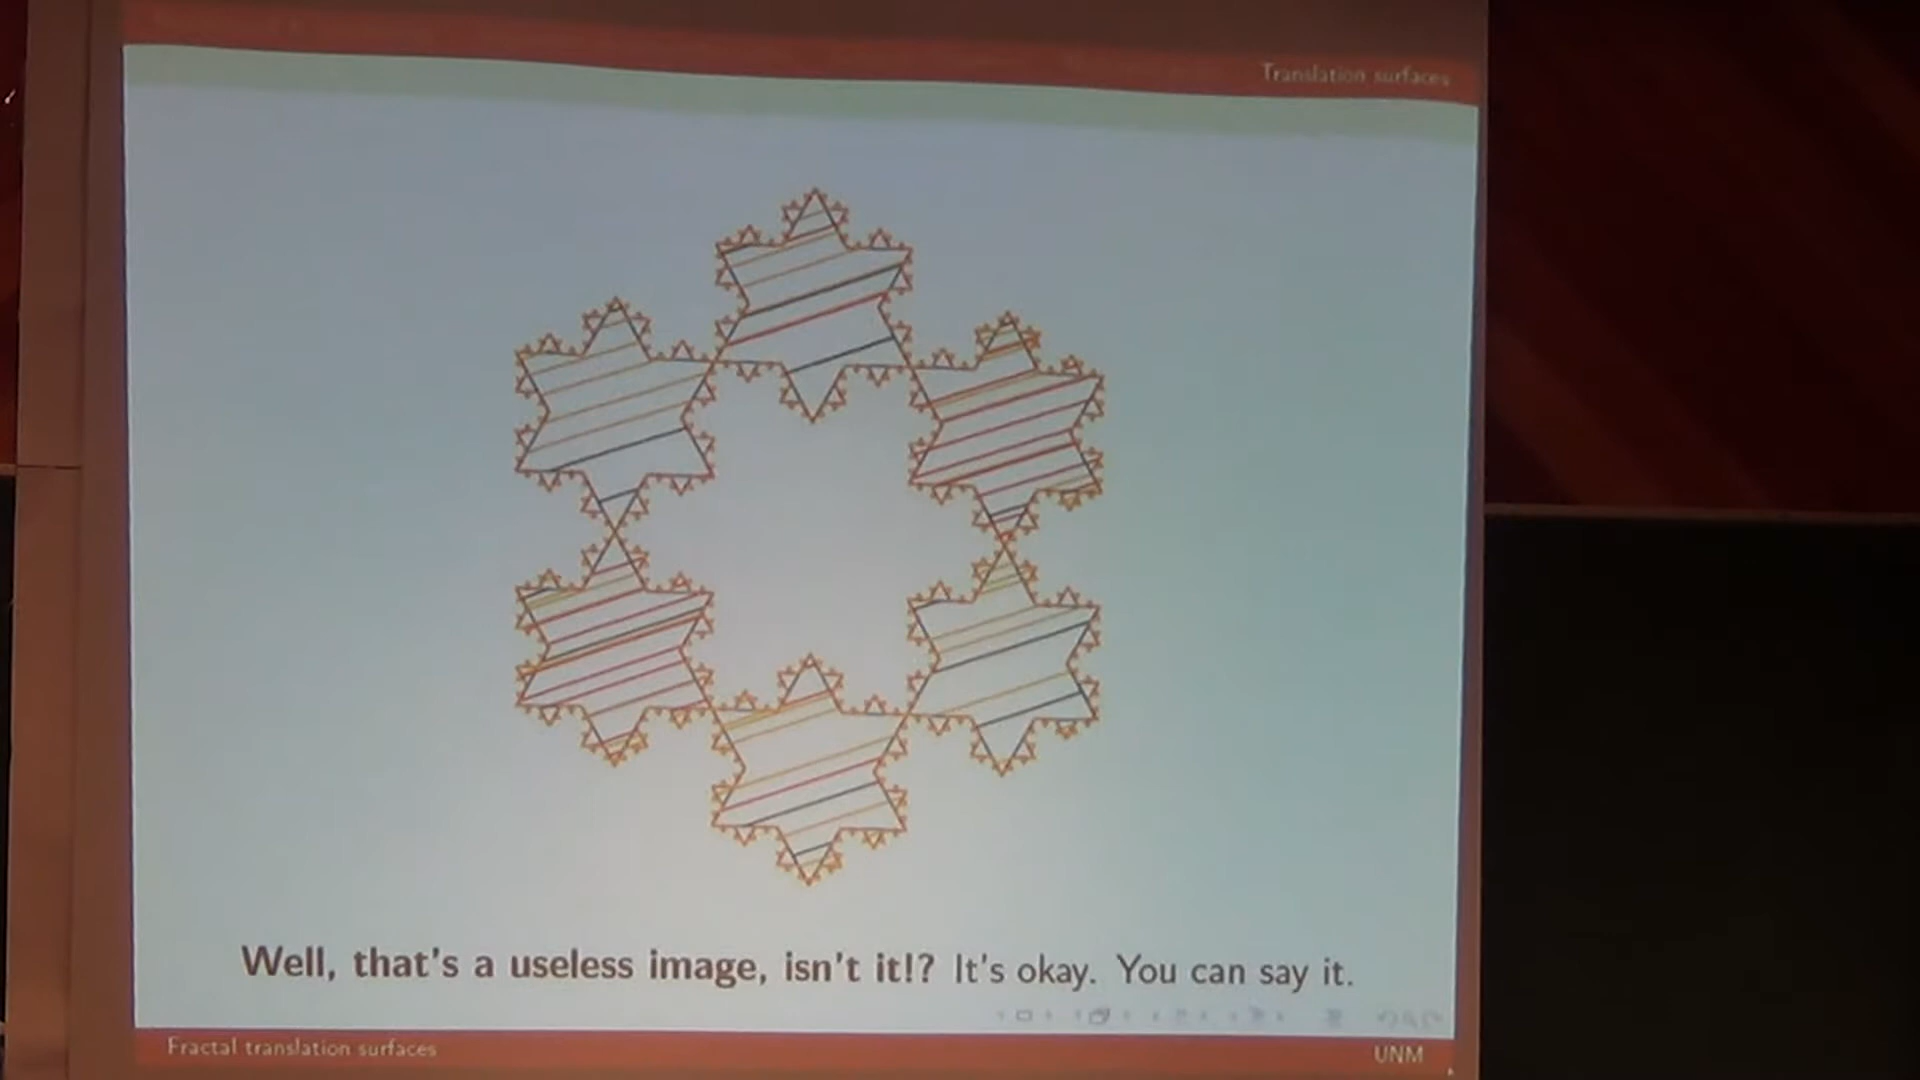 Translation surfaces
Well, that's a useless image, isn't it!? It's okay. You can say it.
Fractal translation surfaces
UNM